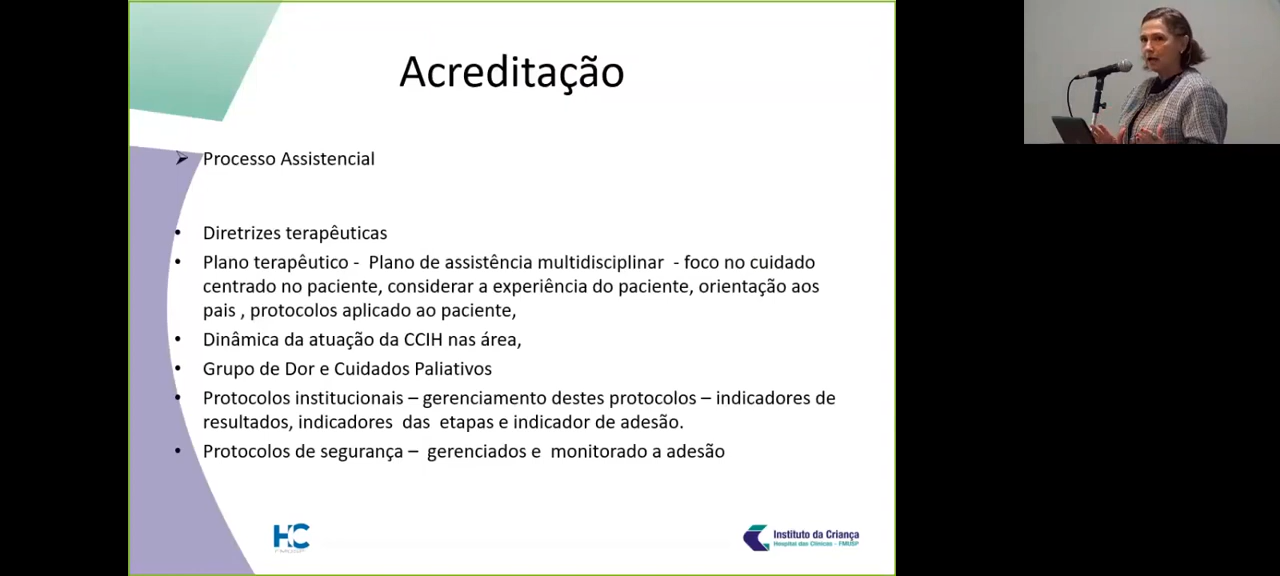 Acreditação
➢ Processo Assistencial
• Diretrizes terapêuticas
• Plano terapêutico - Plano de assistência multidisciplinar - foco no cuidado
centrado no paciente, considerar a experiência do paciente, orientação aos
pais , protocolos aplicado ao paciente,
• Dinâmica da atuação da CCIH nas área,
• Grupo de Dor e Cuidados Paliativos
• Protocolos institucionais – gerenciamento destes protocolos – indicadores de
resultados, indicadores das etapas e indicador de adesão.
• Protocolos de segurança – gerenciados e monitorado a adesão
HC
FMUSP
Instituto da Criança
Hospital das Clínicas - FMUSP